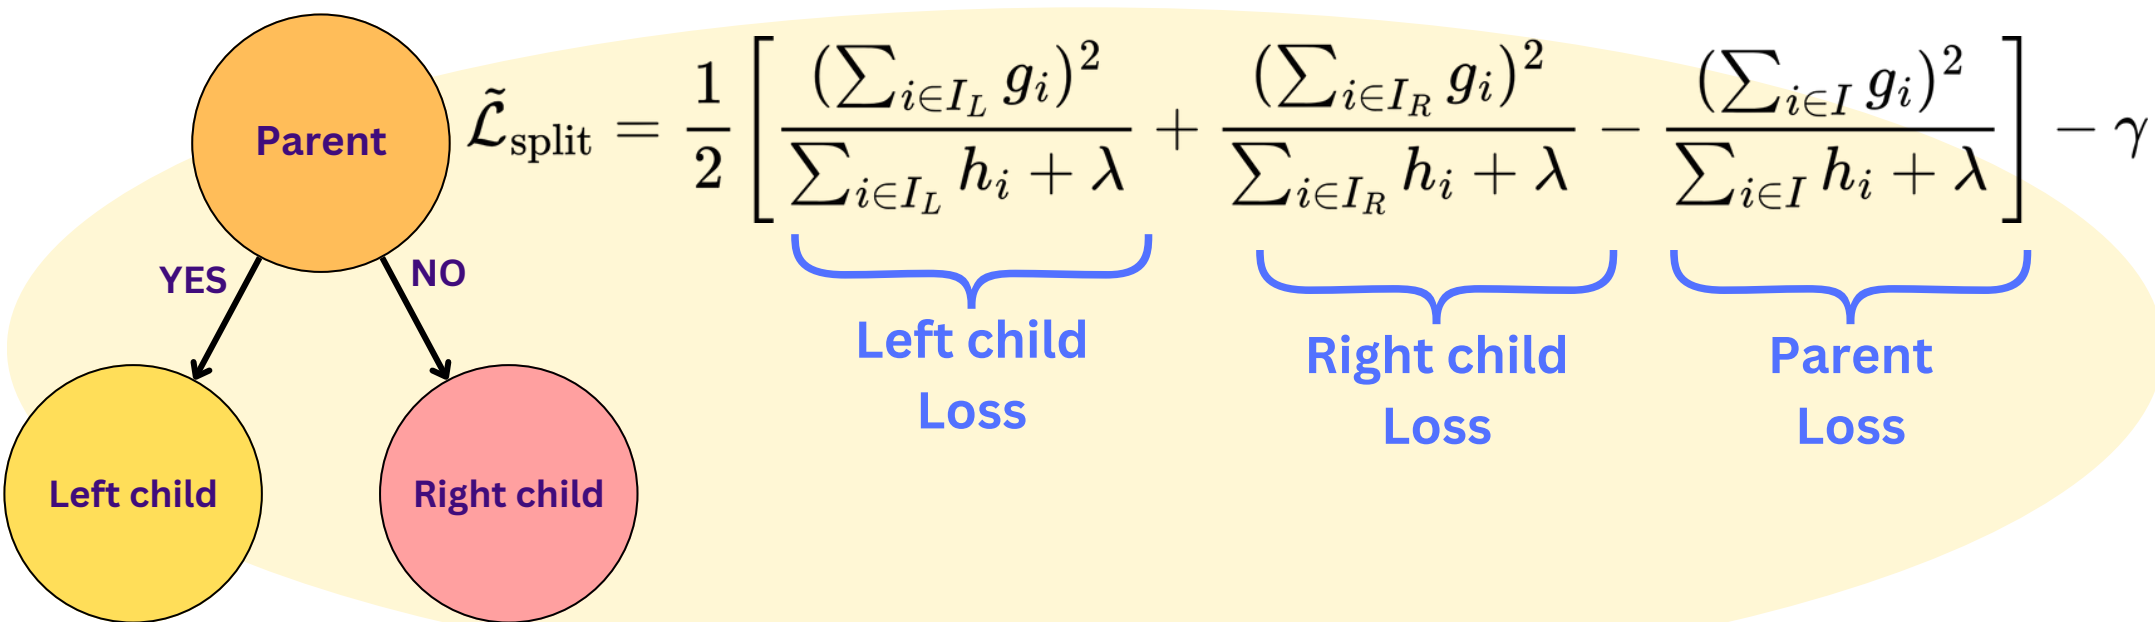 Parent
YES
NO
Left child
Right child
$\tilde{\mathcal{L}}_{\text{split}} = \frac{1}{2} \left[ \frac{(\sum_{i \in I_L} g_i)^2}{\sum_{i \in I_L} h_i + \lambda} + \frac{(\sum_{i \in I_R} g_i)^2}{\sum_{i \in I_R} h_i + \lambda} - \frac{(\sum_{i \in I} g_i)^2}{\sum_{i \in I} h_i + \lambda} \right] - \gamma$
Left child
Loss
Right child
Loss
Parent
Loss